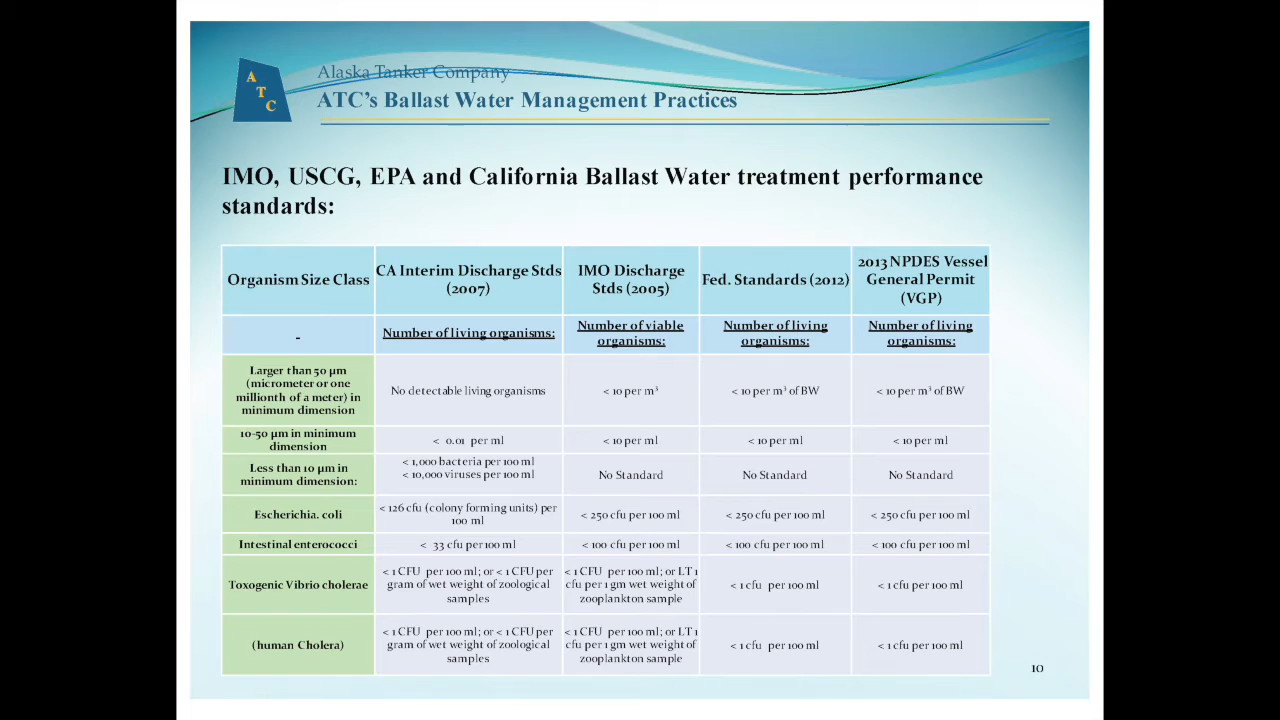 A
T
C
Alaska Tanker Company
ATC's Ballast Water Management Practices
IMO, USCG, EPA and California Ballast Water treatment performance
standards:
Organism Size Class
CA Interim Discharge Stds
(2007)
IMO Discharge
Stds (2005)
Fed. Standards (2012)
2013 NPDES Vessel
General Permit
(VGP)
-
Number of living organisms:
Number of viable
organisms:
Number of living
organisms:
Number of living
organisms:
Larger than 50 µm
(micrometer or one
millionth of a meter) in
minimum dimension
No detectable living organisms
< 10 per m³
< 10 per m³ of BW
< 10 per m³ of BW
10-50 µm in minimum
dimension
< 0.01 per ml
< 10 per ml
< 10 per ml
< 10 per ml
Less than 10 µm in
minimum dimension:
< 1,000 bacteria per 100 ml
< 10,000 viruses per 100 ml
No Standard
No Standard
No Standard
Escherichia. coli
< 126 cfu (colony forming units) per
100 ml
< 250 cfu per 100 ml
< 250 cfu per 100 ml
< 250 cfu per 100 ml
Intestinal enterococci
< 33 cfu per 100 ml
< 100 cfu per 100 ml
< 100 cfu per 100 ml
< 100 cfu per 100 ml
Toxogenic Vibrio cholerae
< 1 CFU per 100 ml; or < 1 CFU per
gram of wet weight of zoological
samples
< 1 CFU per 100 ml; or LT 1
cfu per 1 gm wet weight of
zooplankton sample
< 1 cfu per 100 ml
< 1 cfu per 100 ml
(human Cholera)
< 1 CFU per 100 ml; or < 1 CFU per
gram of wet weight of zoological
samples
< 1 CFU per 100 ml; or LT 1
cfu per 1 gm wet weight of
zooplankton sample
< 1 cfu per 100 ml
< 1 cfu per 100 ml
10